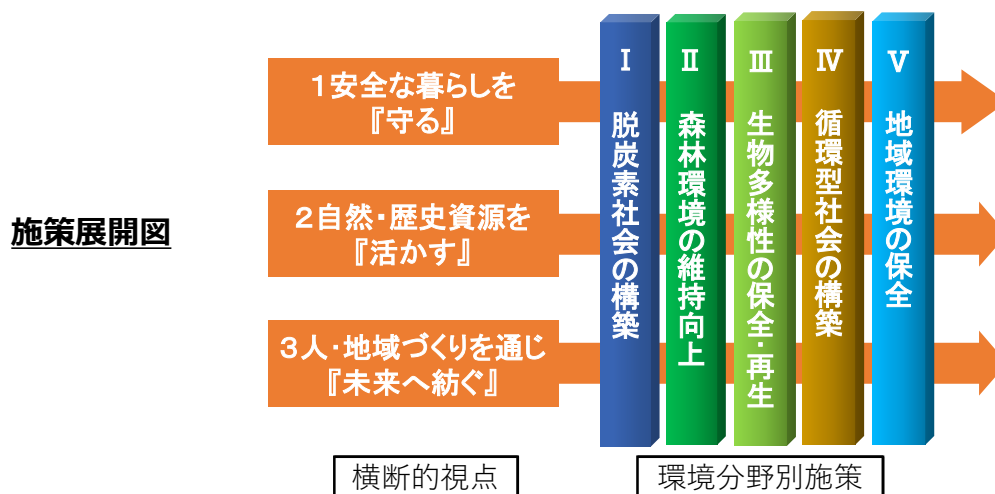 施策展開図
1安全な暮らしを
『守る』
2自然・歴史資源を
『活かす』
3人・地域づくりを通じ
『未来へ紡ぐ』
Ⅰ 脱炭素社会の構築
Ⅱ 森林環境の維持向上
Ⅲ 生物多様性の保全・再生
Ⅳ 循環型社会の構築
Ⅴ 地域環境の保全
横断的視点
環境分野別施策